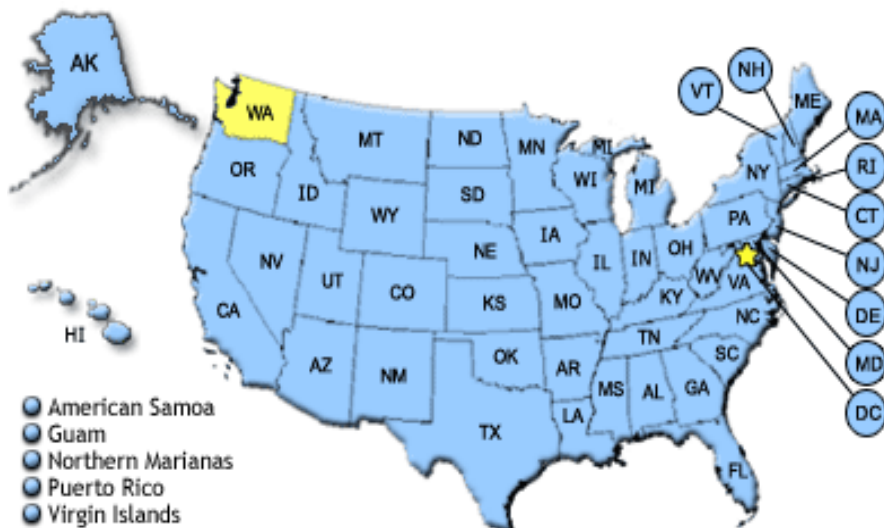 AK
WA
MT
ND
MN
MI
VT
NH
ME
MA
OR
ID
SD
WI
MI
NY
RI
WY
IA
PA
CT
NV
UT
NE
IL
IN
OH
NJ
CA
CO
KS
MO
KY
WV
VA
DE
HI
AZ
NM
OK
AR
TN
NC
SC
MD
TX
LA
MS
AL
GA
DC
FL
American Samoa
Guam
Northern Marianas
Puerto Rico
Virgin Islands